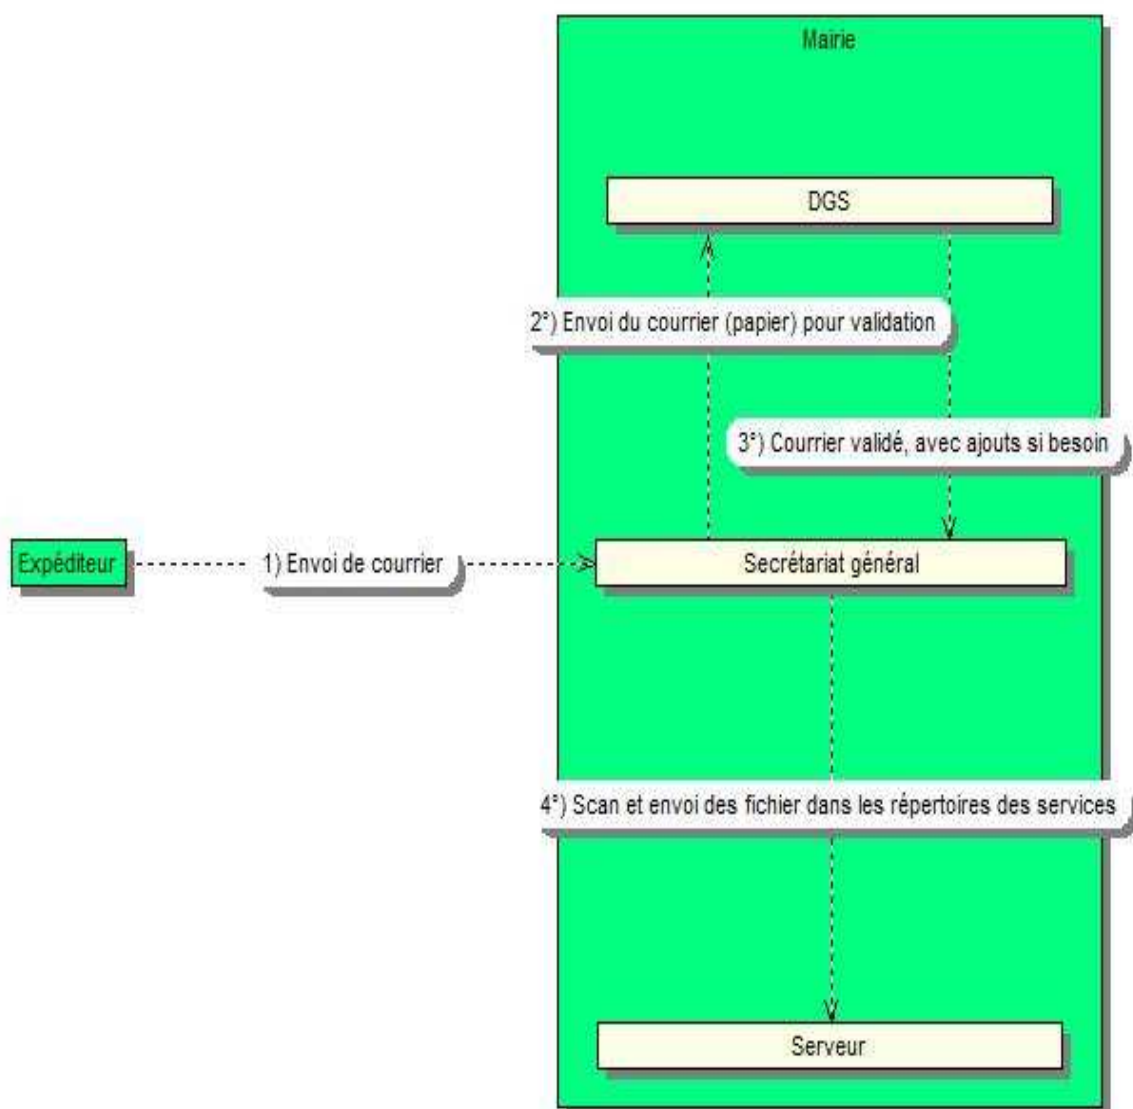 Mairie
DGS
2°) Envoi du courrier (papier) pour validation
3°) Courrier validé, avec ajouts si besoin
Expéditeur
1) Envoi de courrier
Secrétariat général
4°) Scan et envoi des fichier dans les répertoires des services
Serveur